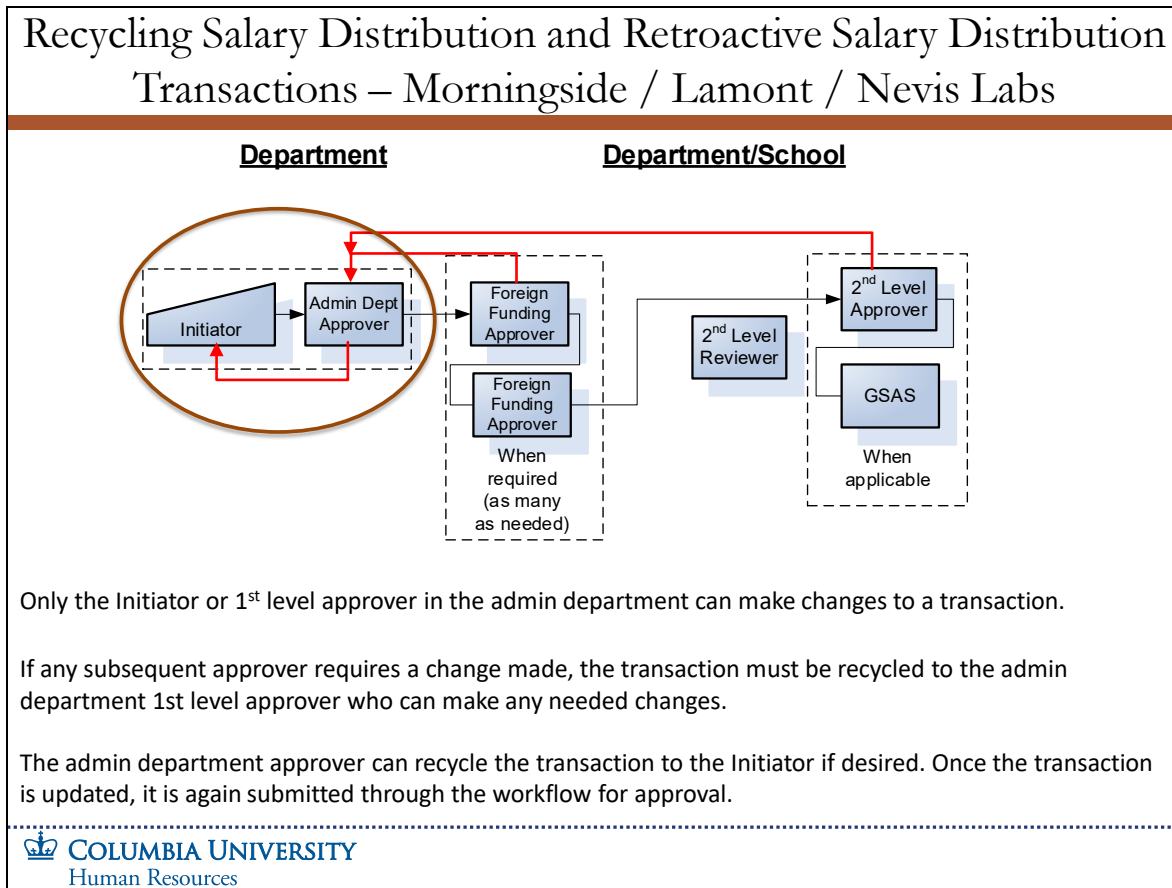 Recycling Salary Distribution and Retroactive Salary Distribution
Transactions – Morningside / Lamont / Nevis Labs
Department
Department/School
Initiator
Admin Dept
Approver
Foreign
Funding
Approver
Foreign
Funding
Approver
When
required
(as many
as needed)
2nd Level
Reviewer
2nd Level
Approver
GSAS
When
applicable
Only the Initiator or 1st level approver in the admin department can make changes to a transaction.
If any subsequent approver requires a change made, the transaction must be recycled to the admin
department 1st level approver who can make any needed changes.
The admin department approver can recycle the transaction to the Initiator if desired. Once the transaction
is updated, it is again submitted through the workflow for approval.
COLUMBIA UNIVERSITY
Human Resources